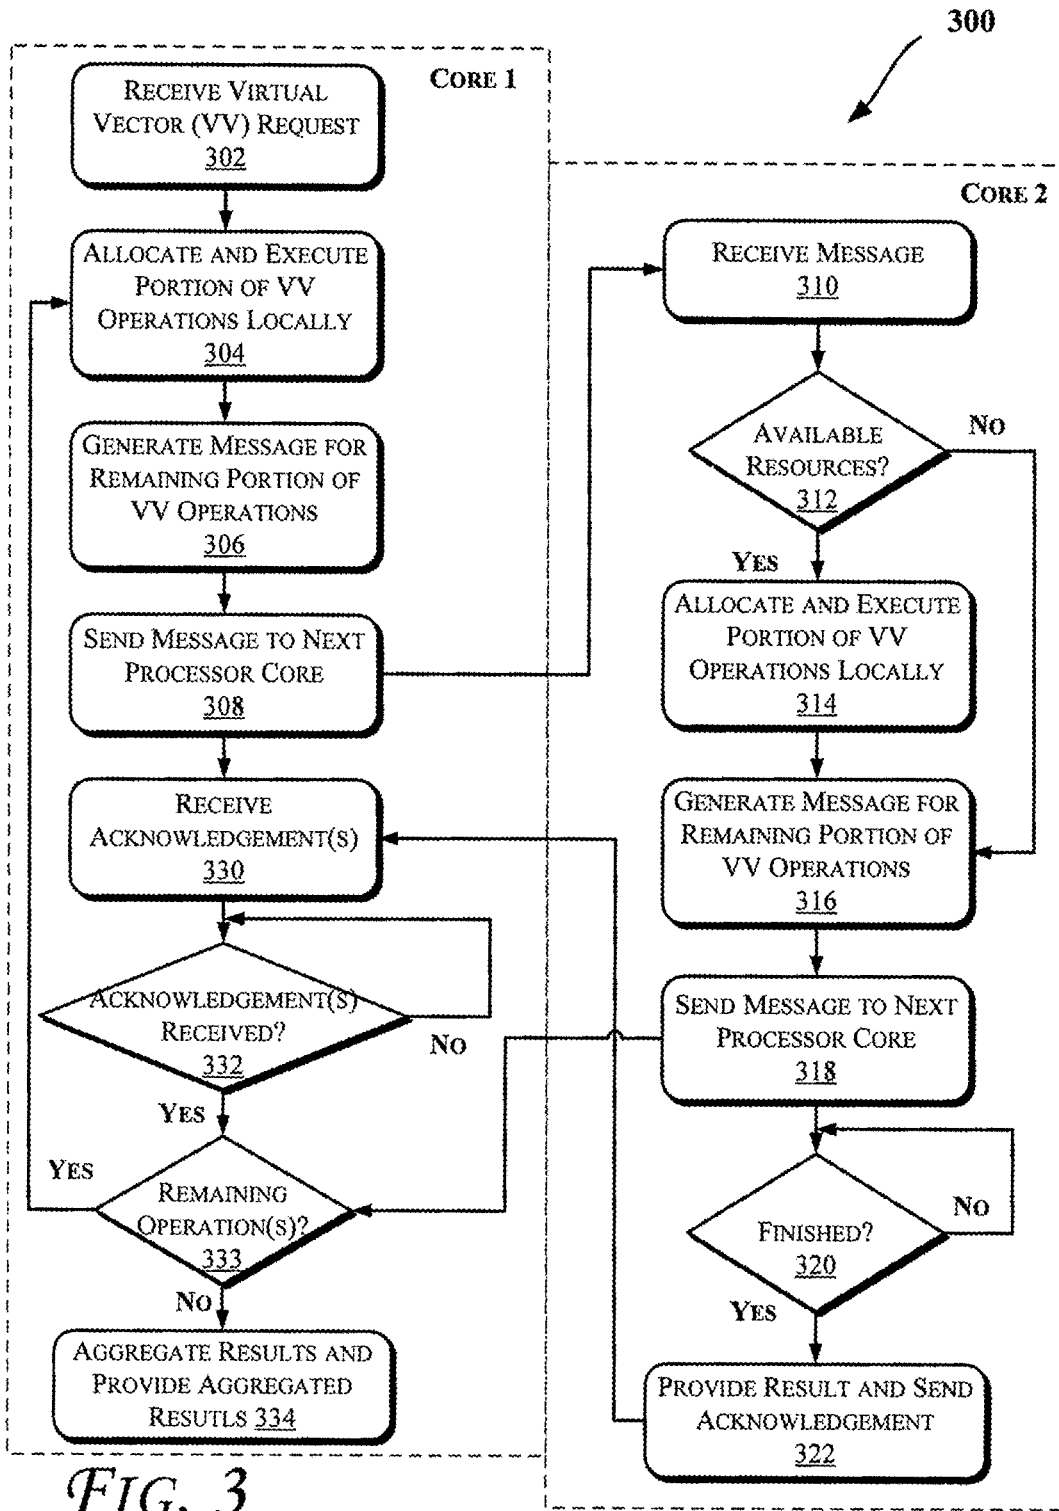 300
CORE 1
RECEIVE VIRTUAL
VECTOR (VV) REQUEST
302
ALLOCATE AND EXECUTE
PORTION OF VV
OPERATIONS LOCALLY
304
GENERATE MESSAGE FOR
REMAINING PORTION OF
VV OPERATIONS
306
SEND MESSAGE TO NEXT
PROCESSOR CORE
308
RECEIVE
ACKNOWLEDGEMENT(S)
330
ACKNOWLEDGEMENT(S)
RECEIVED?
332
NO
YES
YES
REMAINING
OPERATION(S)?
333
NO
AGGREGATE RESULTS AND
PROVIDE AGGREGATED
RESUTLS 334
CORE 2
RECEIVE MESSAGE
310
AVAILABLE
RESOURCES?
312
NO
YES
ALLOCATE AND EXECUTE
PORTION OF VV
OPERATIONS LOCALLY
314
GENERATE MESSAGE FOR
REMAINING PORTION OF
VV OPERATIONS
316
SEND MESSAGE TO NEXT
PROCESSOR CORE
318
FINISHED?
320
NO
YES
PROVIDE RESULT AND SEND
ACKNOWLEDGEMENT
322
FIG. 3